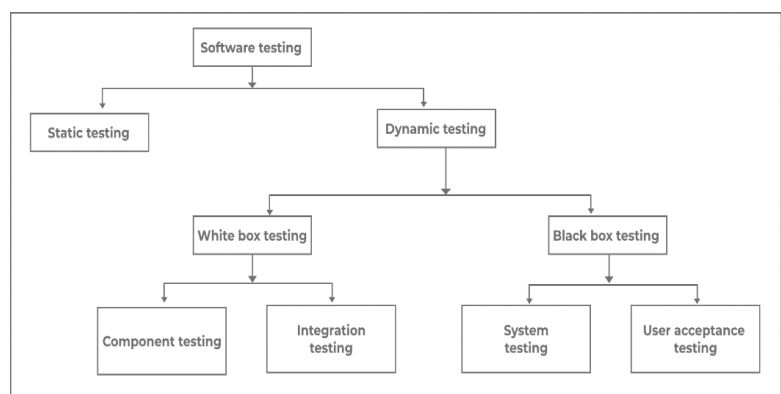 Software testing
Static testing
Dynamic testing
White box testing
Black box testing
Component testing
Integration
testing
System
testing
User acceptance
testing